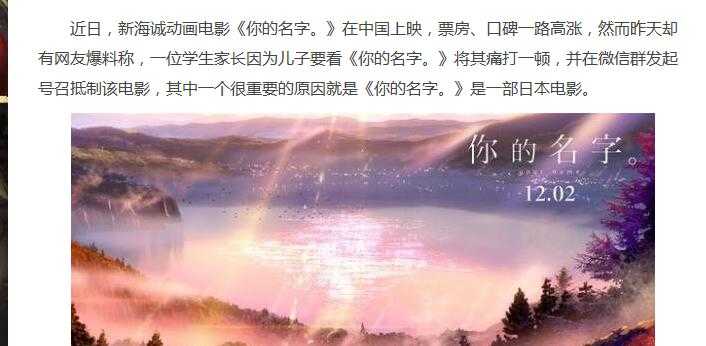 近日，新海诚动画电影《你的名字。》在中国上映，票房、口碑一路高涨，然而昨天却
有网友爆料称，一位学生家长因为儿子要看《你的名字。》将其痛打一顿，并在微信群发起
号召抵制该电影，其中一个很重要的原因就是《你的名字。》是一部日本电影。
你的名字。
your name.
12.02